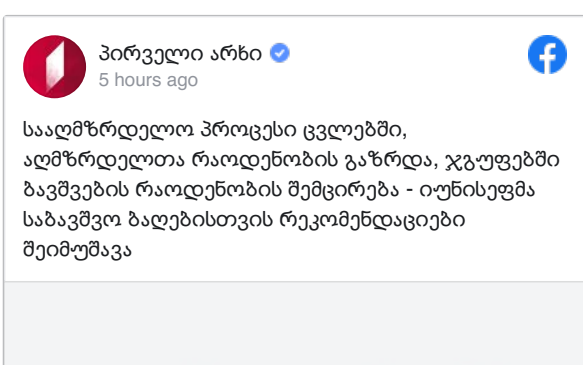 პირველი არხი
5 hours ago
სააღმზრდელო პროცესი ცვლებში,
აღმზრდელთა რაოდენობის გაზრდა, ჯგუფებში
ბავშვების რაოდენობის შემცირება - იუნისეფმა
საბავშვო ბაღებისთვის რეკომენდაციები
შეიმუშავა